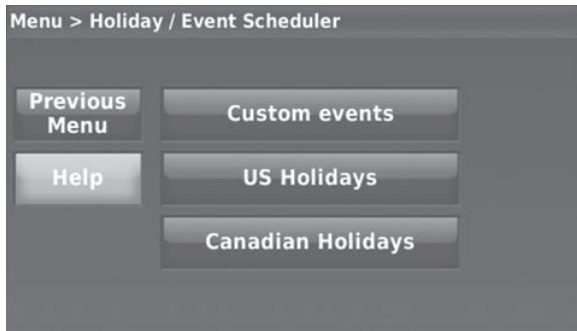 Menu > Holiday / Event Scheduler
Previous
Menu
Custom events
Help
US Holidays
Canadian Holidays